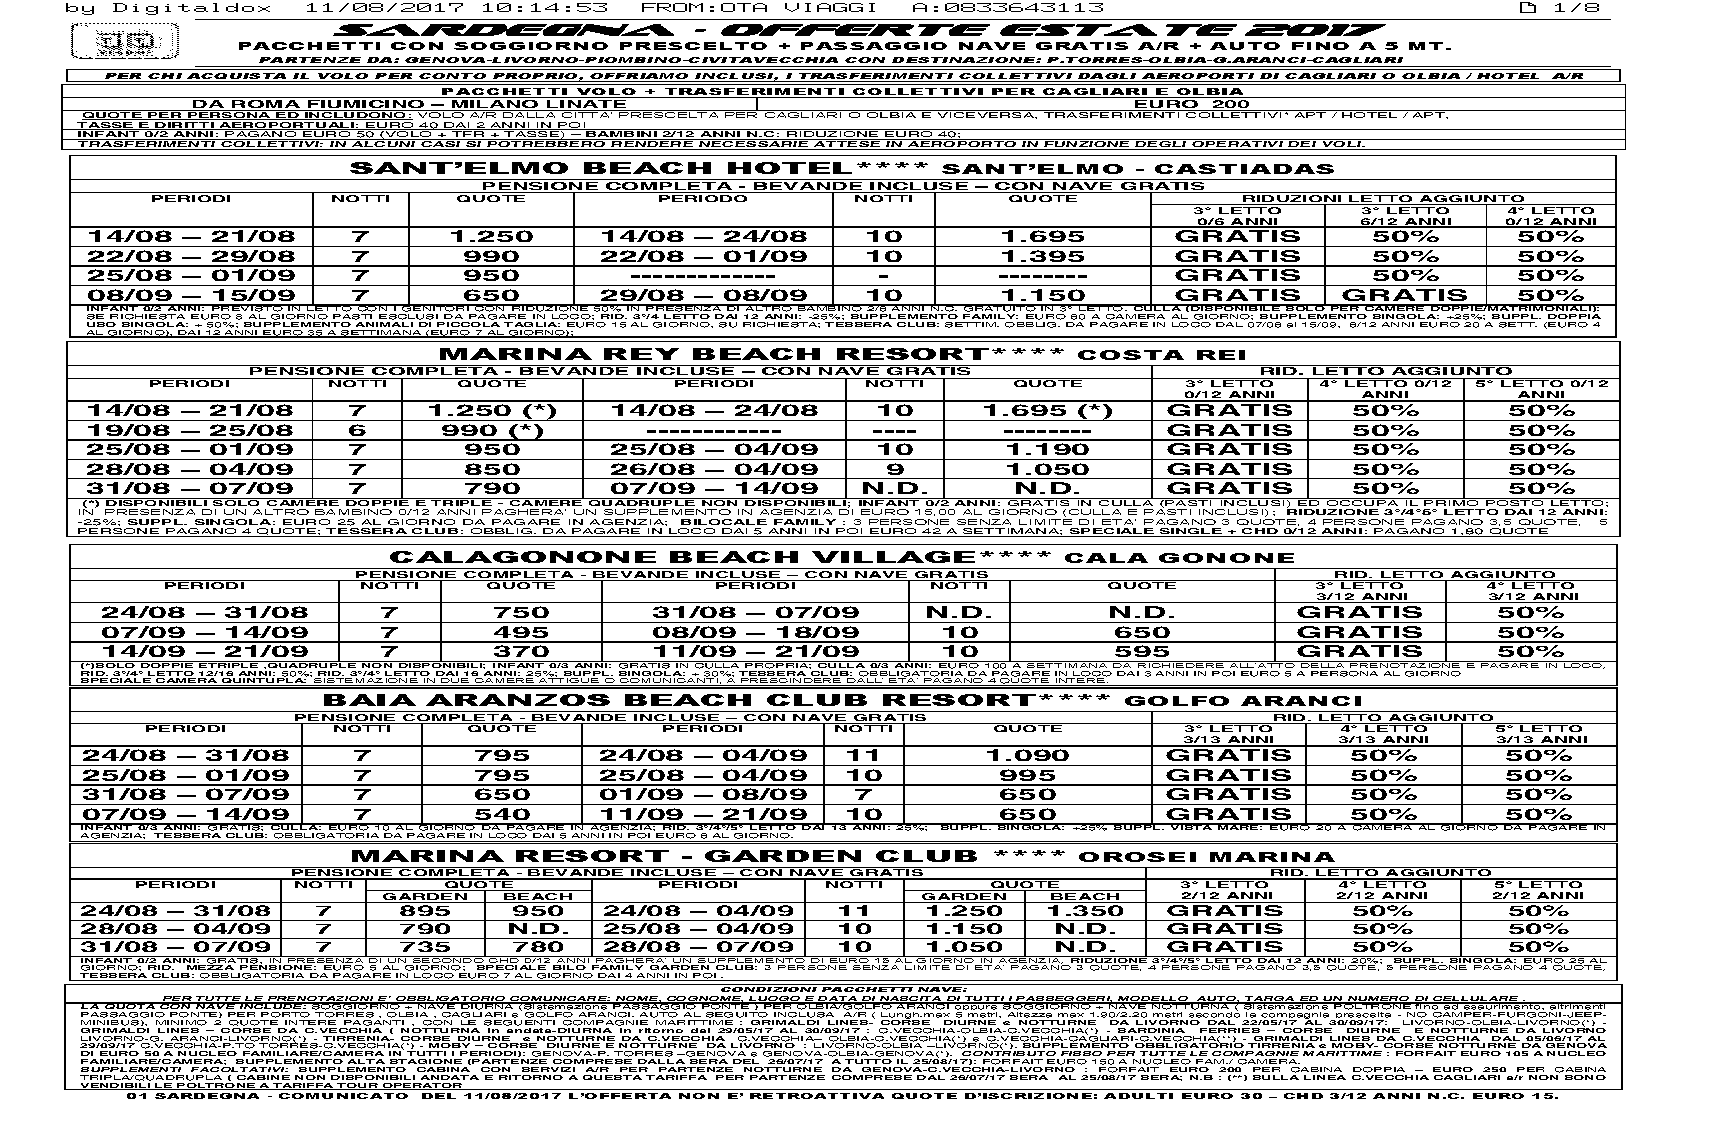 by Digitaldox 11/08/2017 10:14:53 FROM:OTA VIAGGI A:0833643113 1/8
SARDEGNA - OFFERTE ESTATE 2017
PACCHETTI CON SOGGIORNO PRESCELTO + PASSAGGIO NAVE GRATIS A/R + AUTO FINO A 5 MT.
PARTENZE DA: GENOVA-LIVORNO-PIOMBINO-CIVITAVECCHIA CON DESTINAZIONE: P.TORRES-OLBIA-G.ARANCI-CAGLIARI
PER CHI ACQUISTA IL VOLO PER CONTO PROPRIO, OFFRIAMO INCLUSI, I TRASFERIMENTI COLLETTIVI DAGLI AEROPORTI DI CAGLIARI O OLBIA / HOTEL A/R
PACCHETTI VOLO + TRASFERIMENTI COLLETTIVI PER CAGLIARI E OLBIA
DA ROMA FIUMICINO – MILANO LINATE EURO 200
QUOTE PER PERSONA ED INCLUDONO: VOLO A/R DALLA CITTA' PRESCELTA PER CAGLIARI O OLBIA E VICEVERSA, TRASFERIMENTI COLLETTIVI* APT / HOTEL / APT.
TASSE E DIRITTI AEROPORTUALI: EURO 40 DAI 2 ANNI IN POI
INFANT 0/2 ANNI: PAGANO EURO 50 (VOLO + TFR + TASSE) – BAMBINI 2/12 ANNI N.C: RIDUZIONE EURO 40;
TRASFERIMENTI COLLETTIVI: IN ALCUNI CASI SI POTREBBERO RENDERE NECESSARIE ATTESE IN AEROPORTO IN FUNZIONE DEGLI OPERATIVI DEI VOLI.
SANT'ELMO BEACH HOTEL**** SANT'ELMO - CASTIADAS
PENSIONE COMPLETA - BEVANDE INCLUSE – CON NAVE GRATIS
PERIODI NOTTI QUOTE PERIODO NOTTI QUOTE RIDUZIONI LETTO AGGIUNTO
3° LETTO 3° LETTO 4° LETTO
0/6 ANNI 6/12 ANNI 0/12 ANNI
14/08 – 21/08 7 1.250 14/08 – 24/08 10 1.695 GRATIS 50% 50%
22/08 – 29/08 7 990 22/08 – 01/09 10 1.395 GRATIS 50% 50%
25/08 – 01/09 7 950 ------------- - -------- GRATIS 50% 50%
08/09 – 15/09 7 650 29/08 – 08/09 10 1.150 GRATIS GRATIS 50%
INFANT 0/2 ANNI: PREVISTO IN LETTO CON I GENITORI CON RIDUZIONE 50% IN PRESENZA DI ALTRO BAMBINO 2/6 ANNI N.C. GRATUITO IN 3° LETTO. CULLA (DISPONIBILE SOLO PER CAMERE DOPPIE/MATRIMONIALI):
SE RICHIESTA EURO 8 AL GIORNO PASTI ESCLUSI DA PAGARE IN LOCO; RID. 3°/4 LETTO DAI 12 ANNI: -25%; SUPPLEMENTO FAMILY: EURO 60 A CAMERA AL GIORNO; SUPPLEMENTO SINGOLA: +25%; SUPPL. DOPPIA
USO SINGOLA: + 50%; SUPPLEMENTO ANIMALI DI PICCOLA TAGLIA: EURO 15 AL GIORNO, SU RICHIESTA; TESSERA CLUB: SETTIM. OBBLIG. DA PAGARE IN LOCO DAL 07/06 al 15/09, 6/12 ANNI EURO 20 A SETT. (EURO 4
AL GIORNO), DAI 12 ANNI EURO 35 A SETTIMANA (EURO 7 AL GIORNO);
MARINA REY BEACH RESORT**** COSTA REI
PENSIONE COMPLETA - BEVANDE INCLUSE – CON NAVE GRATIS RID. LETTO AGGIUNTO
PERIODI NOTTI QUOTE PERIODI NOTTI QUOTE 3° LETTO 4° LETTO 0/12 5° LETTO 0/12
0/12 ANNI ANNI ANNI
14/08 – 21/08 7 1.250 (*) 14/08 – 24/08 10 1.695 (*) GRATIS 50% 50%
19/08 – 25/08 6 990 (*) ------------ ---- -------- GRATIS 50% 50%
25/08 – 01/09 7 950 25/08 – 04/09 10 1.190 GRATIS 50% 50%
28/08 – 04/09 7 850 26/08 – 04/09 9 1.050 GRATIS 50% 50%
31/08 – 07/09 7 790 07/09 – 14/09 N.D. N.D. GRATIS 50% 50%
(*) DISPONIBILI SOLO CAMERE DOPPIE E TRIPLE - CAMERE QUADRUPLE NON DISPONIBILI; INFANT 0/2 ANNI: GRATIS IN CULLA (PASTI INCLUSI) ED OCCUPA IL PRIMO POSTO LETTO;
IN PRESENZA DI UN ALTRO BAMBINO 0/12 ANNI PAGHERA' UN SUPPLEMENTO IN AGENZIA DI EURO 15,00 AL GIORNO (CULLA E PASTI INCLUSI); RIDUZIONE 3°/4°5° LETTO DAI 12 ANNI:
-25%; SUPPL. SINGOLA: EURO 25 AL GIORNO DA PAGARE IN AGENZIA; BILOCALE FAMILY : 3 PERSONE SENZA LIMITE DI ETA' PAGANO 3 QUOTE, 4 PERSONE PAGANO 3,5 QUOTE, 5
PERSONE PAGANO 4 QUOTE; TESSERA CLUB: OBBLIG. DA PAGARE IN LOCO DAI 5 ANNI IN POI EURO 42 A SETTIMANA; SPECIALE SINGLE + CHD 0/12 ANNI: PAGANO 1,80 QUOTE
CALAGONONE BEACH VILLAGE**** CALA GONONE
PENSIONE COMPLETA - BEVANDE INCLUSE – CON NAVE GRATIS RID. LETTO AGGIUNTO
PERIODI NOTTI QUOTE PERIODI NOTTI QUOTE 3° LETTO 4° LETTO
3/12 ANNI 3/12 ANNI
24/08 – 31/08 7 750 31/08 – 07/09 N.D. N.D. GRATIS 50%
07/09 – 14/09 7 495 08/09 – 18/09 10 650 GRATIS 50%
14/09 – 21/09 7 370 11/09 – 21/09 10 595 GRATIS 50%
(*)SOLO DOPPIE ETRIPLE ,QUADRUPLE NON DISPONIBILI; INFANT 0/3 ANNI: GRATIS IN CULLA PROPRIA; CULLA 0/3 ANNI: EURO 100 A SETTIMANA DA RICHIEDERE ALL'ATTO DELLA PRENOTAZIONE E PAGARE IN LOCO,
RID. 3°/4° LETTO 12/16 ANNI: 50%; RID. 3°/4° LETTO DAI 16 ANNI: 25%; SUPPL. SINGOLA: + 30%; TESSERA CLUB: OBBLIGATORIA DA PAGARE IN LOCO DAI 3 ANNI IN POI EURO 5 A PERSONA AL GIORNO
SPECIALE CAMERA QUINTUPLA: SISTEMAZIONE IN DUE CAMERE ATTIGUE O COMUNICANTI, A PRESCINDERE DALL'ETA' PAGANO 4 QUOTE INTERE.
BAIA ARANZOS BEACH CLUB RESORT**** GOLFO ARANCI
PENSIONE COMPLETA - BEVANDE INCLUSE – CON NAVE GRATIS RID. LETTO AGGIUNTO
PERIODI NOTTI QUOTE PERIODI NOTTI QUOTE 3° LETTO 4° LETTO 5° LETTO
3/13 ANNI 3/13 ANNI 3/13 ANNI
24/08 – 31/08 7 795 24/08 – 04/09 11 1.090 GRATIS 50% 50%
25/08 – 01/09 7 795 25/08 – 04/09 10 995 GRATIS 50% 50%
31/08 – 07/09 7 650 01/09 – 08/09 7 650 GRATIS 50% 50%
07/09 – 14/09 7 540 11/09 – 21/09 10 650 GRATIS 50% 50%
INFANT 0/3 ANNI: GRATIS; CULLA: EURO 10 AL GIORNO DA PAGARE IN AGENZIA; RID. 3°/4°/5° LETTO DAI 13 ANNI: 25%; SUPPL. SINGOLA: +25% SUPPL. VISTA MARE: EURO 20 A CAMERA AL GIORNO DA PAGARE IN
AGENZIA; TESSERA CLUB: OBBLIGATORIA DA PAGARE IN LOCO DAI 5 ANNI IN POI EURO 6 AL GIORNO.
MARINA RESORT - GARDEN CLUB **** OROSEI MARINA
PENSIONE COMPLETA - BEVANDE INCLUSE – CON NAVE GRATIS RID. LETTO AGGIUNTO
PERIODI NOTTI QUOTE PERIODI NOTTI QUOTE 3° LETTO 4° LETTO 5° LETTO
GARDEN BEACH GARDEN BEACH 2/12 ANNI 2/12 ANNI 2/12 ANNI
24/08 – 31/08 7 895 950 24/08 – 04/09 11 1.250 1.350 GRATIS 50% 50%
28/08 – 04/09 7 790 N.D. 25/08 – 04/09 10 1.150 N.D. GRATIS 50% 50%
31/08 – 07/09 7 735 780 28/08 – 07/09 10 1.050 N.D. GRATIS 50% 50%
INFANT 0/2 ANNI: GRATIS, IN PRESENZA DI UN SECONDO CHD 0/12 ANNI PAGHERA' UN SUPPLEMENTO DI EURO 15 AL GIORNO IN AGENZIA, RIDUZIONE 3°/4°/5° LETTO DAI 12 ANNI: 20%; SUPPL. SINGOLA: EURO 25 AL
GIORNO; RID. MEZZA PENSIONE: EURO 5 AL GIORNO; SPECIALE BILO FAMILY GARDEN CLUB: 3 PERSONE SENZA LIMITE DI ETA' PAGANO 3 QUOTE, 4 PERSONE PAGANO 3,5 QUOTE, 5 PERSONE PAGANO 4 QUOTE,
TESSERA CLUB: OBBLIGATORIA DA PAGARE IN LOCO EURO 7 AL GIORNO DAI 4 ANNI IN POI.
CONDIZIONI PACCHETTI NAVE:
PER TUTTE LE PRENOTAZIONI E' OBBLIGATORIO COMUNICARE: NOME, COGNOME, LUOGO E DATA DI NASCITA DI TUTTI I PASSEGGERI, MODELLO AUTO, TARGA ED UN NUMERO DI CELLULARE .
LA QUOTA CON NAVE INCLUDE: SOGGIORNO + NAVE DIURNA (Sistemazione PASSAGGIO PONTE ) PER OLBIA/GOLFO ARANCI oppure SOGGIORNO + NAVE NOTTURNA ( Sistemazione POLTRONE fino ad esaurimento, altrimenti
PASSAGGIO PONTE) PER PORTO TORRES , OLBIA , CAGLIARI e GOLFO ARANCI. AUTO AL SEGUITO INCLUSA A/R ( Lungh.max 5 metri, Altezze max 1.90/2.20 metri secondo le compagnie prescelte - NO CAMPER-FURGONI-JEEP-
MINIBUS), MINIMO 2 QUOTE INTERE PAGANTI , CON LE SEGUENTI COMPAGNIE MARITTIME : GRIMALDI LINES- CORSE DIURNE e NOTTURNE DA LIVORNO DAL 22/05/17 AL 30/09/17: LIVORNO-OLBIA-LIVORNO(*) -
GRIMALDI LINES – CORSE DA C.VECCHIA ( NOTTURNA in andata-DIURNA in ritorno dal 29/05/17 AL 30/09/17 : C.VECCHIA-OLBIA-C.VECCHIA(*) - SARDINIA FERRIES – CORSE DIURNE E NOTTURNE DA LIVORNO
LIVORNO-G. ARANCI-LIVORNO(*) - TIRRENIA- CORSE DIURNE e NOTTURNE DA C.VECCHIA C.VECCHIA– OLBIA-C.VECCHIA(*) e C.VECCHIA-CAGLIARI-C.VECCHIA(**) - GRIMALDI LINES DA C.VECCHIA DAL 05/06/17 AL
29/09/17 C.VECCHIA-P.TO TORRES-C.VECCHIA(*) - MOBY – CORSE DIURNE E NOTTURNE DA LIVORNO : LIVORNO-OLBIA –LIVORNO(*). SUPPLEMENTO OBBLIGATORIO TIRRENIA e MOBY- CORSE NOTTURNE DA GENOVA
DI EURO 50 A NUCLEO FAMILIARE/CAMERA IN TUTTI I PERIODI): GENOVA-P. TORRES –GENOVA e GENOVA-OLBIA-GENOVA(*). CONTRIBUTO FISSO PER TUTTE LE COMPAGNIE MARITTIME : FORFAIT EURO 105 A NUCLEO
FAMILIARE/CAMERA; SUPPLEMENTO ALTA STAGIONE (PARTENZE COMPRESE DALLA SERA DEL 26/07/17 A TUTTO IL 25/08/17): FORFAIT EURO 150 A NUCLEO FAM./ CAMERA.
SUPPLEMENTI FACOLTATIVI: SUPPLEMENTO CABINA CON SERVIZI A/R PER PARTENZE NOTTURNE DA GENOVA-C.VECCHIA-LIVORNO : FORFAIT EURO 200 PER CABINA DOPPIA – EURO 250 PER CABINA
TRIPLA/QUADRUPLA ( CABINE NON DISPONIBILI ANDATA E RITORNO A QUESTA TARIFFA PER PARTENZE COMPRESE DAL 26/07/17 SERA AL 25/08/17 SERA; N.B : (**) SULLA LINEA C.VECCHIA CAGLIARI a/r NON SONO
VENDIBILI LE POLTRONE A TARIFFA TOUR OPERATOR
01 SARDEGNA - COMUNICATO DEL 11/08/2017 L'OFFERTA NON E' RETROATTIVA QUOTE D'ISCRIZIONE: ADULTI EURO 30 – CHD 3/12 ANNI N.C. EURO 15.